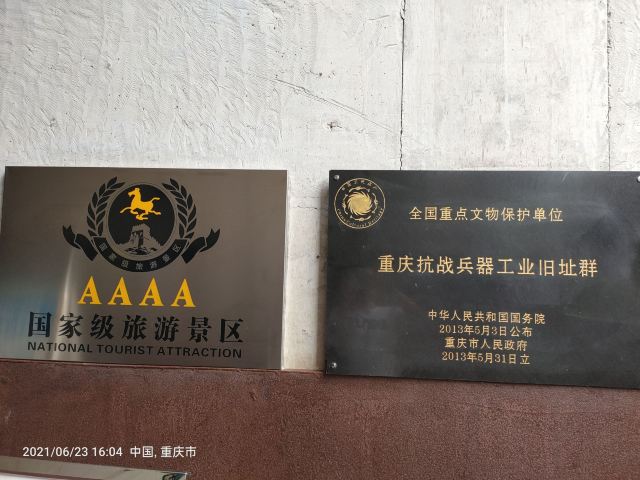 国家级旅游景区
AAAA
国家级旅游景区
NATIONAL TOURIST ATTRACTION
全国重点文物保护单位
重庆抗战兵器工业旧址群
中华人民共和国国务院
2013年5月3日公布
重庆市人民政府
2013年5月31日立
2021/06/23 16:04 中国,重庆市